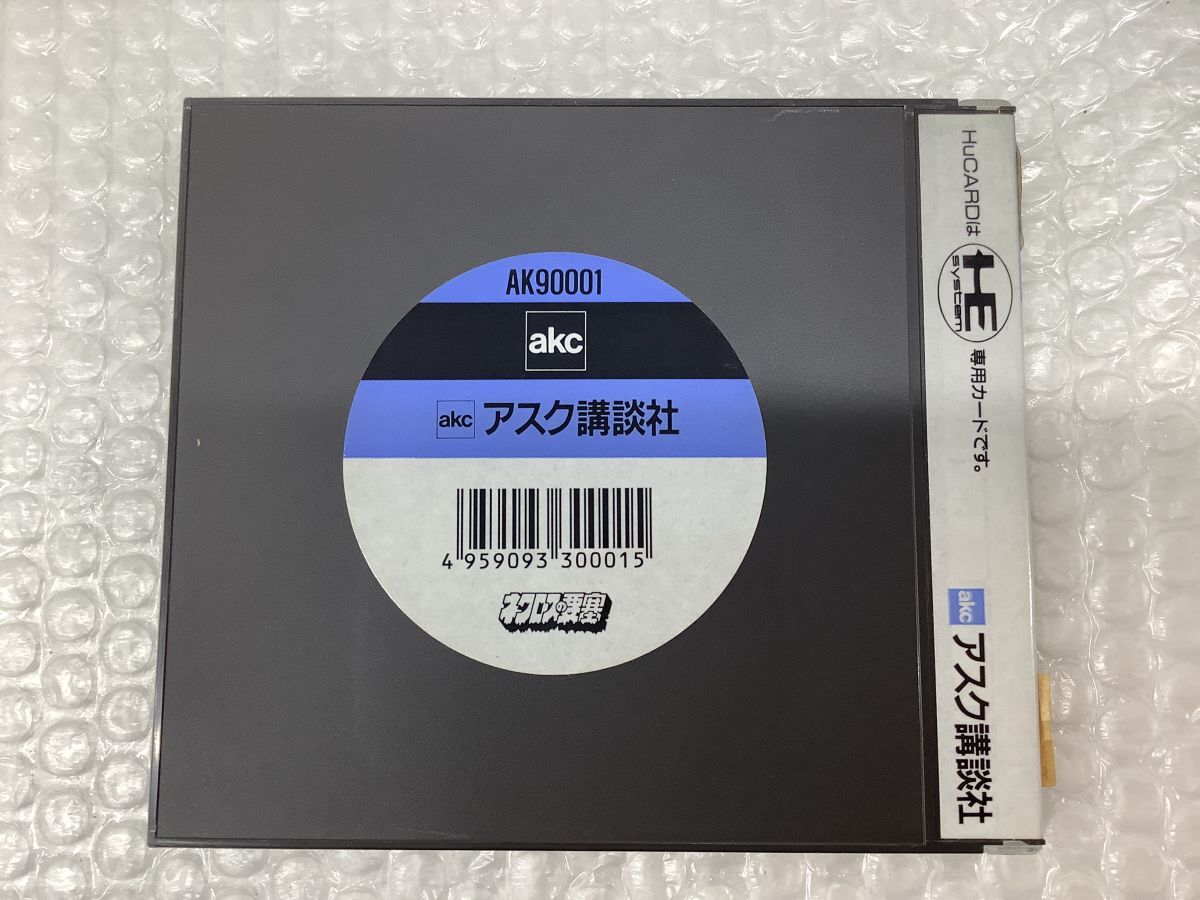 AK90001
akc
akc アスク講談社
4 959093 300015
ネクロスの要塞
HuCARDは HE system 専用カードです。
akc アスク講談社